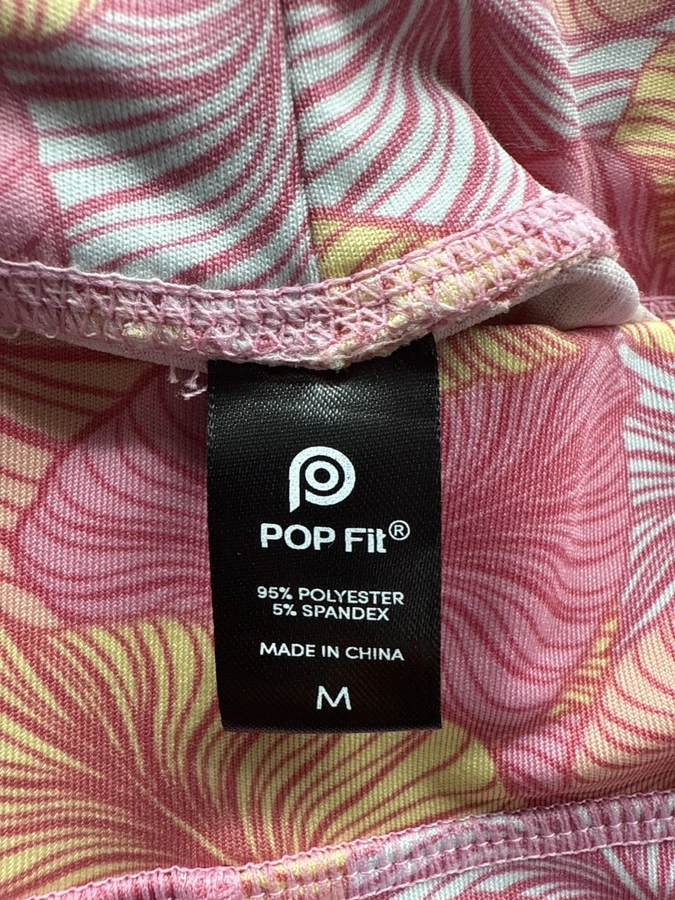 POP Fit®
95% POLYESTER
5% SPANDEX
MADE IN CHINA
M